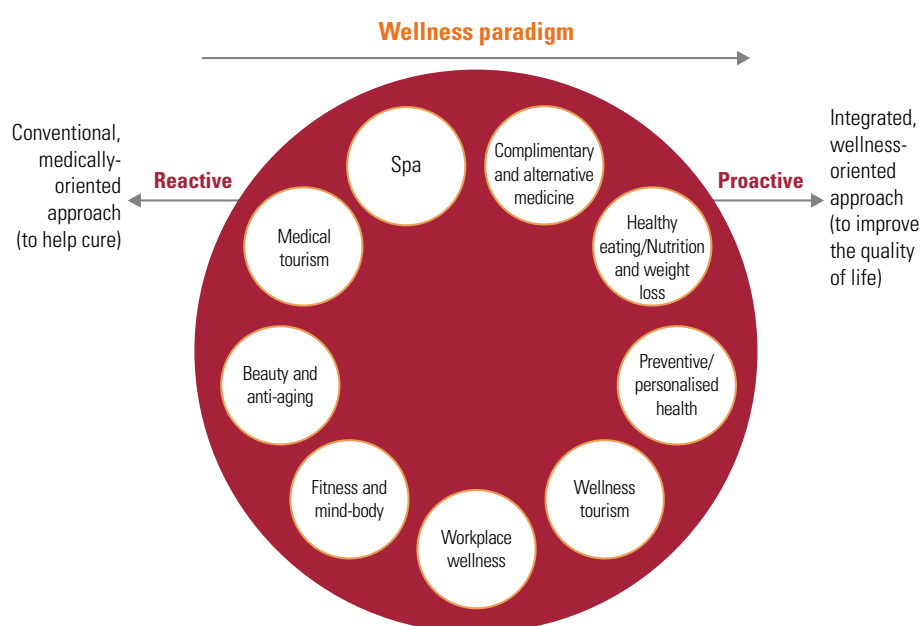 Wellness paradigm
Conventional,
medically-
oriented
approach
(to help cure)
Reactive
Proactive
Integrated,
wellness-
oriented
approach
(to improve
the quality
of life)
Spa
Complimentary
and alternative
medicine
Medical
tourism
Healthy
eating/Nutrition
and weight
loss
Beauty and
anti-aging
Preventive/
personalised
health
Fitness and
mind-body
Wellness
tourism
Workplace
wellness